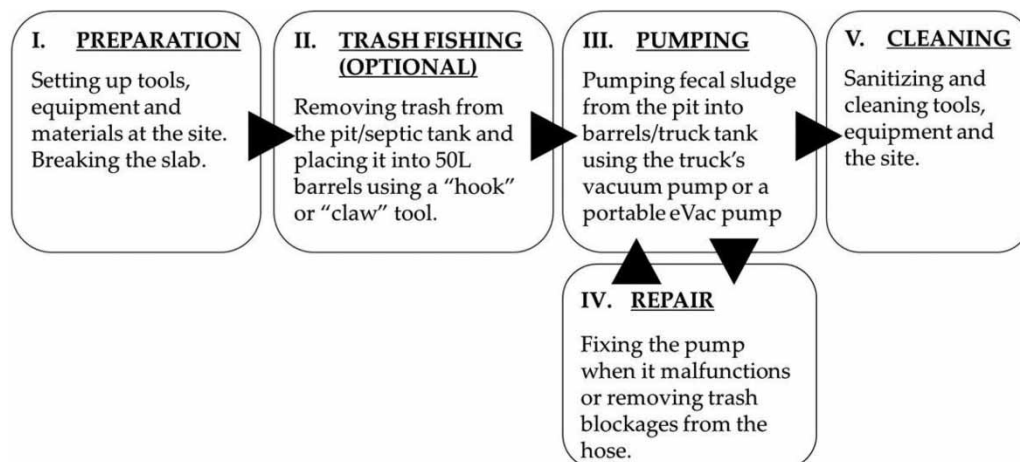 I. PREPARATION
Setting up tools,
equipment and
materials at the site.
Breaking the slab.
II. TRASH FISHING
(OPTIONAL)
Removing trash from
the pit/septic tank and
placing it into 50L
barrels using a “hook”
or “claw” tool.
III. PUMPING
Pumping fecal sludge
from the pit into
barrels/truck tank
using the truck’s
vacuum pump or a
portable eVac pump
V. CLEANING
Sanitizing and
cleaning tools,
equipment and
the site.
IV. REPAIR
Fixing the pump
when it malfunctions
or removing trash
blockages from the
hose.